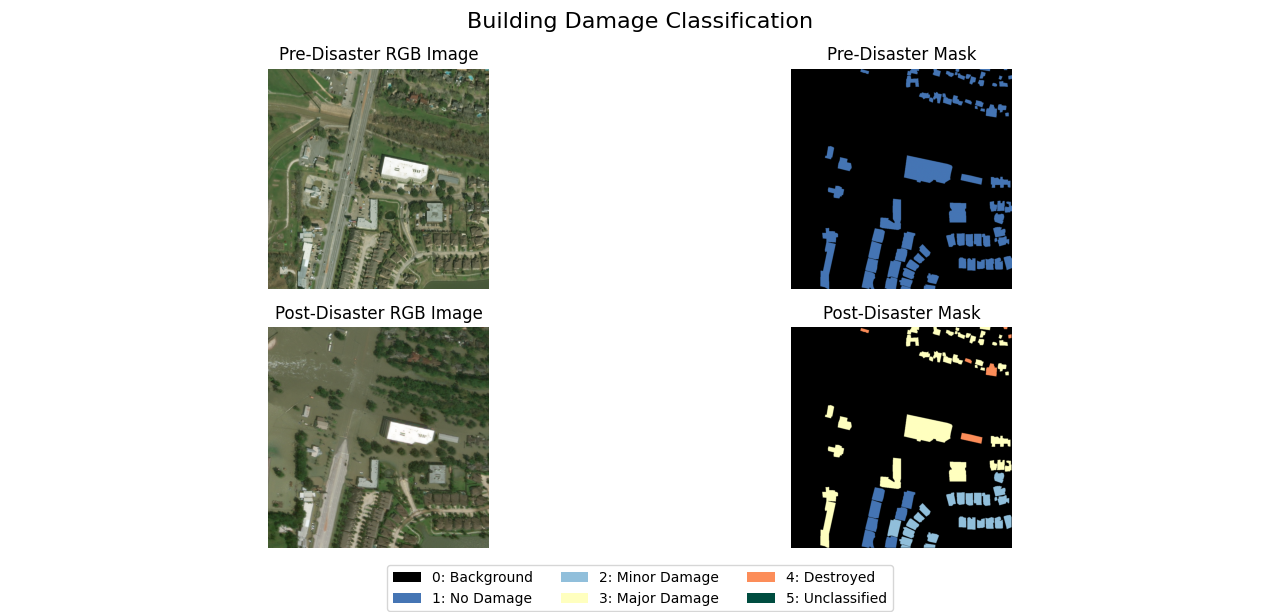 Building Damage Classification
Pre-Disaster RGB Image
Pre-Disaster Mask
Post-Disaster RGB Image
Post-Disaster Mask
0: Background
2: Minor Damage
4: Destroyed
1: No Damage
3: Major Damage
5: Unclassified